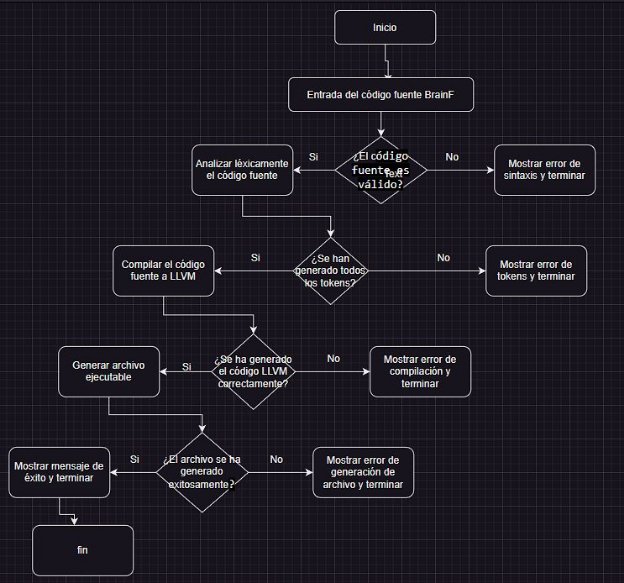 Inicio
Entrada del código fuente BrainF
¿El código
fuente es
válido?
Text
Si
No
Analizar léxicamente
el código fuente
Mostrar error de
sintaxis y terminar
¿Se han
generado todos
los tokens?
Si
No
Compilar el código
fuente a LLVM
Mostrar error de
tokens y terminar
¿Se ha generado
el código LLVM
correctamente?
Si
No
Generar archivo
ejecutable
Mostrar error de
compilación y
terminar
¿El archivo se ha
generado
exitosamente?
Si
No
Mostrar mensaje de
éxito y terminar
Mostrar error de
generación de
archivo y terminar
fin